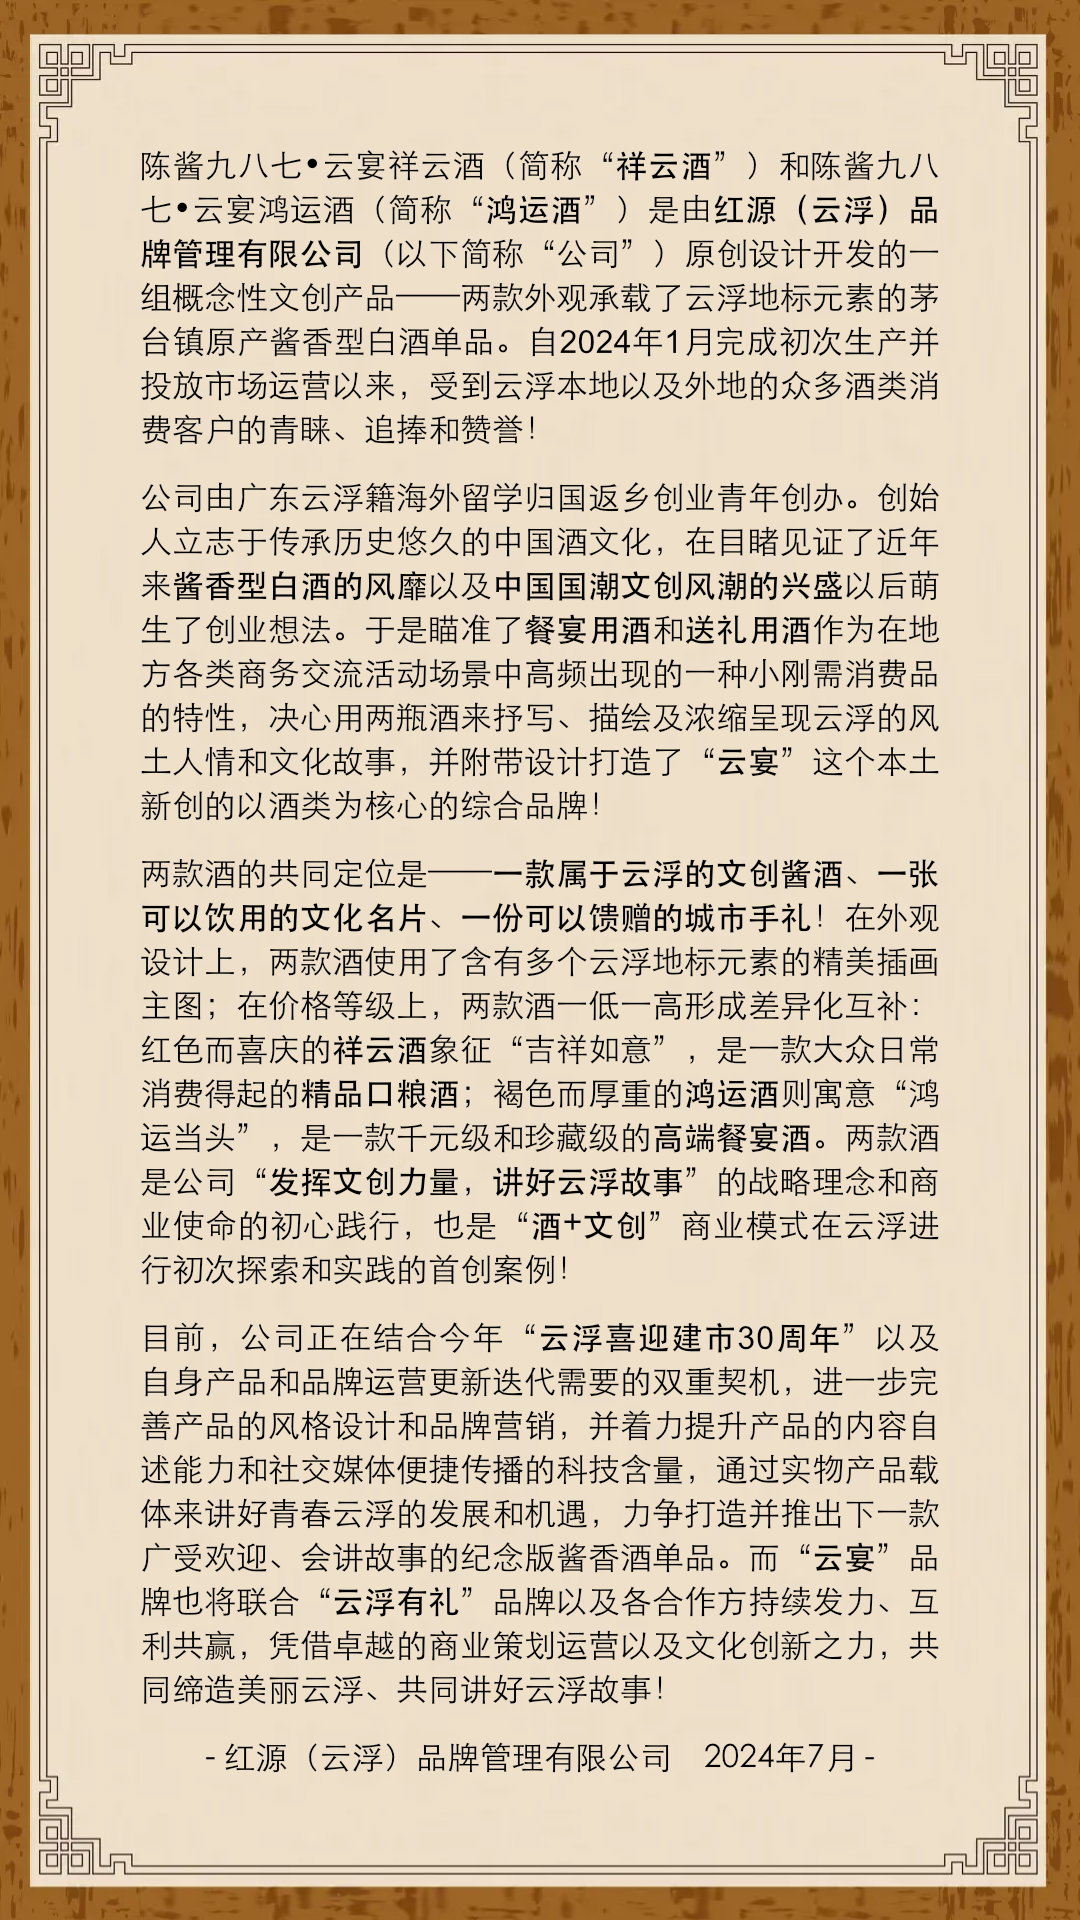 陈酱九八七•云宴祥云酒（简称“祥云酒”）和陈酱九八
七•云宴鸿运酒（简称“鸿运酒”）是由红源（云浮）品
牌管理有限公司（以下简称“公司”）原创设计开发的一
组概念性文创产品——两款外观承载了云浮地标元素的茅
台镇原产酱香型白酒单品。自2024年1月完成初次生产并
投放市场运营以来，受到云浮本地以及外地的众多酒类消
费客户的青睐、追捧和赞誉！
公司由广东云浮籍海外留学归国返乡创业青年创办。创始
人立志于传承历史悠久的中国酒文化，在目睹见证了近年
来酱香型白酒的风靡以及中国国潮文创风潮的兴盛以后萌
生了创业想法。于是瞄准了餐宴用酒和送礼用酒作为在地
方各类商务交流活动场景中高频出现的一种小刚需消费品
的特性，决心用两瓶酒来抒写、描绘及浓缩呈现云浮的风
土人情和文化故事，并附带设计打造了“云宴”这个本土
新创的以酒类为核心的综合品牌！
两款酒的共同定位是——一款属于云浮的文创酱酒、一张
可以饮用的文化名片、一份可以馈赠的城市手礼！在外观
设计上，两款酒使用了含有多个云浮地标元素的精美插画
主图；在价格等级上，两款酒一低一高形成差异化互补：
红色而喜庆的祥云酒象征“吉祥如意”，是一款大众日常
消费得起的精品口粮酒；褐色而厚重的鸿运酒则寓意“鸿
运当头”，是一款千元级和珍藏级的高端餐宴酒。两款酒
是公司“发挥文创力量，讲好云浮故事”的战略理念和商
业使命的初心践行，也是“酒+文创”商业模式在云浮进
行初次探索和实践的首创案例！
目前，公司正在结合今年“云浮喜迎建市30周年”以及
自身产品和品牌运营更新迭代需要的双重契机，进一步完
善产品的风格设计和品牌营销，并着力提升产品的内容自
述能力和社交媒体便捷传播的科技含量，通过实物产品载
体来讲好青春云浮的发展和机遇，力争打造并推出下一款
广受欢迎、会讲故事的纪念版酱香酒单品。而“云宴”品
牌也将联合“云浮有礼”品牌以及各合作方持续发力、互
利共赢，凭借卓越的商业策划运营以及文化创新之力，共
同缔造美丽云浮、共同讲好云浮故事！
- 红源（云浮）品牌管理有限公司　2024年7月 -